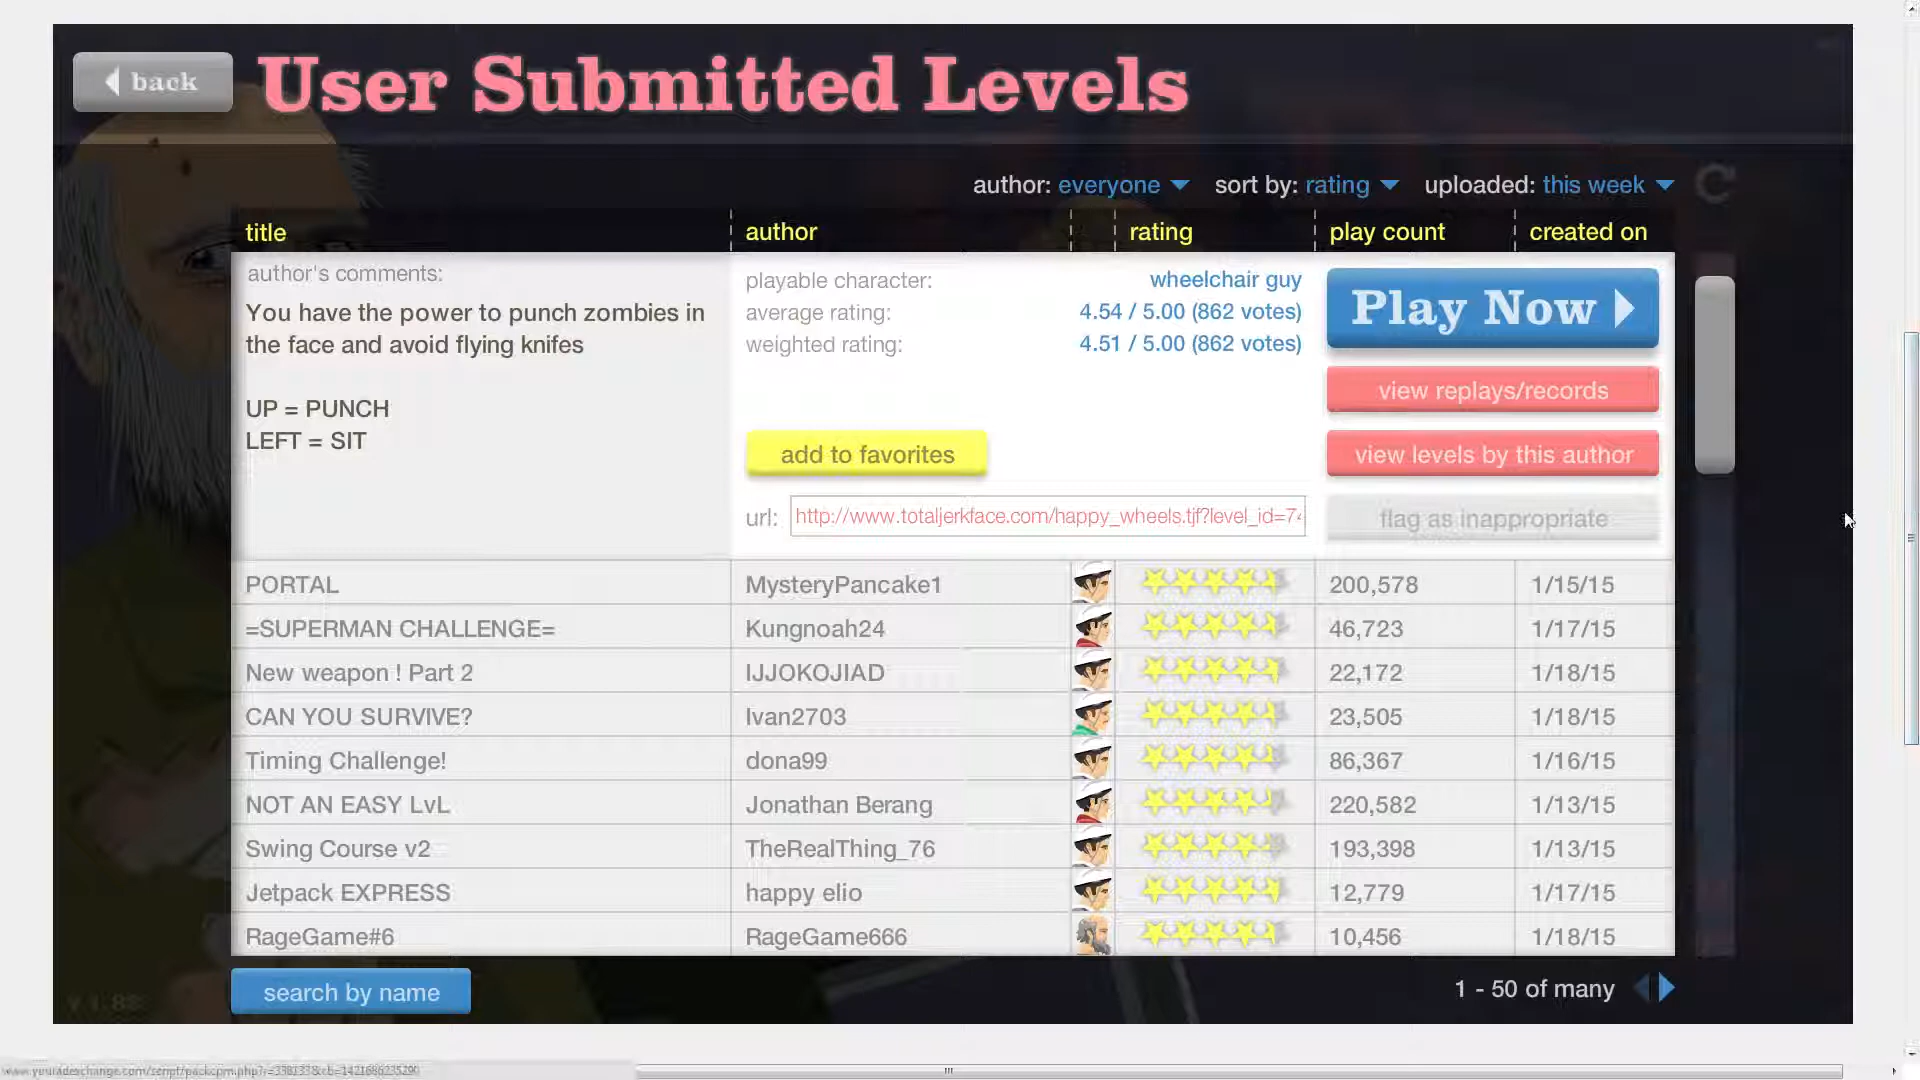 back
User Submitted Levels
author: everyone sort by: rating uploaded: this week
title author rating play count created on
author's comments:
You have the power to punch zombies in
the face and avoid flying knifes
UP = PUNCH
LEFT = SIT
playable character: wheelchair guy
average rating: 4.54 / 5.00 (862 votes)
weighted rating: 4.51 / 5.00 (862 votes)
add to favorites
url: http://www.totaljerkface.com/happy_wheels.tjf?level_id=74
Play Now
view replays/records
view levels by this author
flag as inappropriate
PORTAL MysteryPancake1 200,578 1/15/15
=SUPERMAN CHALLENGE= Kungnoah24 46,723 1/17/15
New weapon ! Part 2 IJJOKOJIAD 22,172 1/18/15
CAN YOU SURVIVE? Ivan2703 23,505 1/18/15
Timing Challenge! dona99 86,367 1/16/15
NOT AN EASY LvL Jonathan Berang 220,582 1/13/15
Swing Course v2 TheRealThing_76 193,398 1/13/15
Jetpack EXPRESS happy elio 12,779 1/17/15
RageGame#6 RageGame666 10,456 1/18/15
search by name 1 - 50 of many